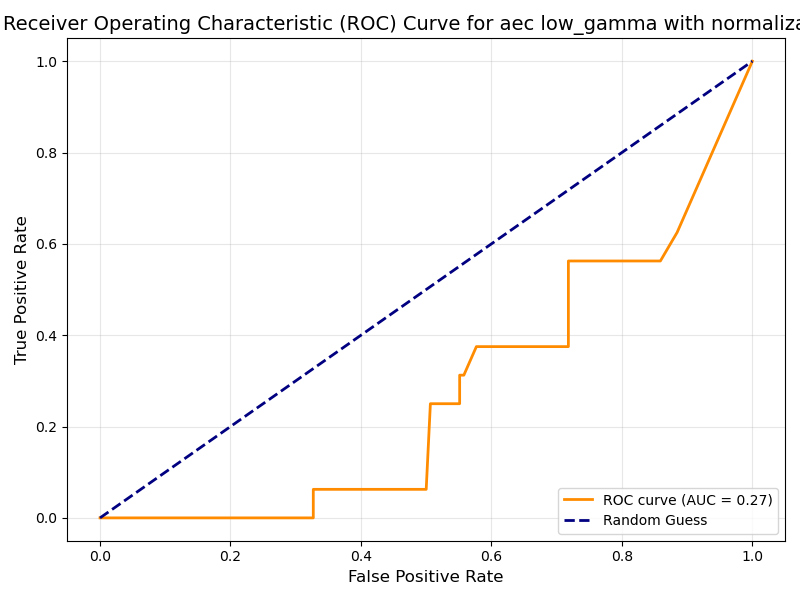 Receiver Operating Characteristic (ROC) Curve for aec low_gamma with normaliza
True Positive Rate
1.0
0.8
0.6
0.4
0.2
0.0
ROC curve (AUC = 0.27)
Random Guess
0.0 0.2 0.4 0.6 0.8 1.0
False Positive Rate